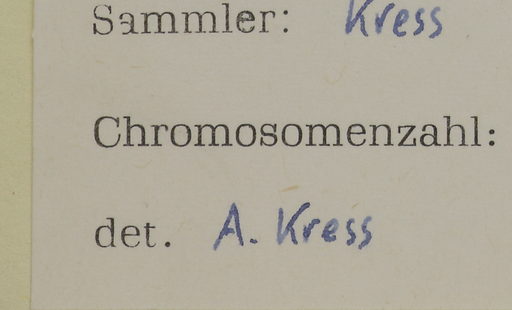 Sammler: Kress
Chromosomenzahl:
det. A. Kress